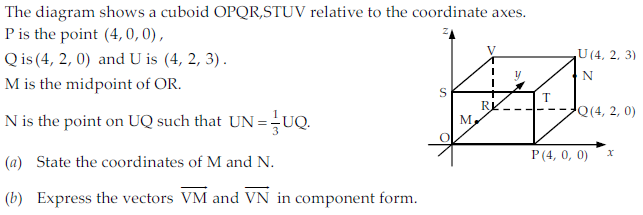 The diagram shows a cuboid OPQR,STUV relative to the coordinate axes.
P is the point (4, 0, 0) ,
Q is (4, 2, 0) and U is (4, 2, 3) .
M is the midpoint of OR.
N is the point on UQ such that UN = 1/3 UQ.
(a) State the coordinates of M and N.
(b) Express the vectors VM and VN in component form.
z
V
U (4, 2, 3)
y
N
S
T
R
Q (4, 2, 0)
M
O
P (4, 0, 0)
x